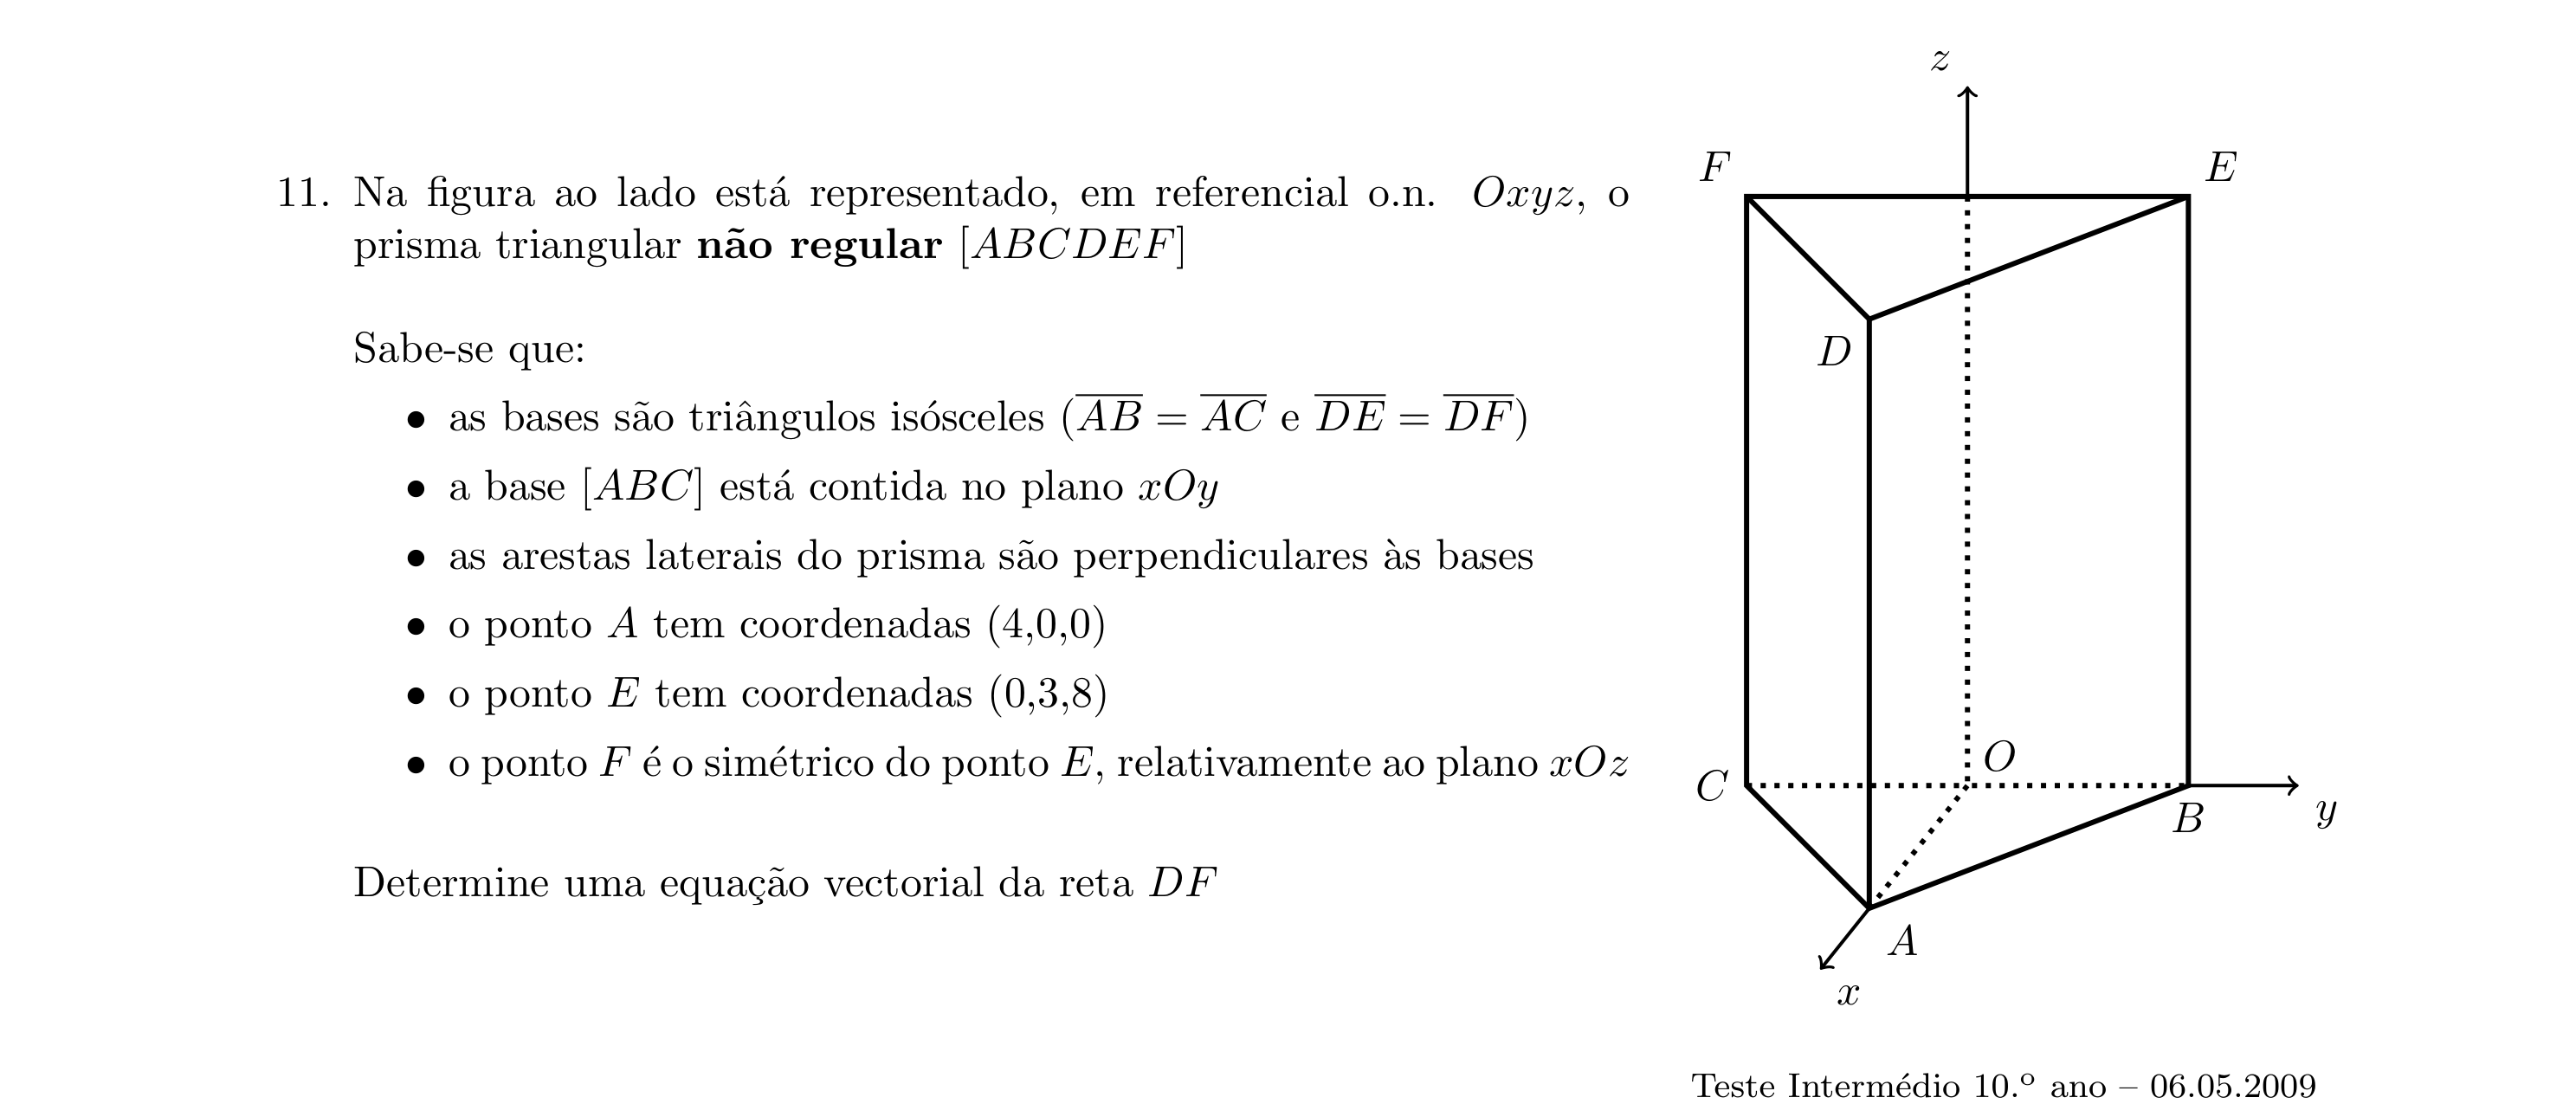 11. Na figura ao lado está representado, em referencial o.n. Oxyz, o
prisma triangular não regular [ABCDEF]
Sabe-se que:
• as bases são triângulos isósceles (\overline{AB} = \overline{AC} e \overline{DE} = \overline{DF})
• a base [ABC] está contida no plano xOy
• as arestas laterais do prisma são perpendiculares às bases
• o ponto A tem coordenadas (4,0,0)
• o ponto E tem coordenadas (0,3,8)
• o ponto F é o simétrico do ponto E, relativamente ao plano xOz
Determine uma equação vectorial da reta DF
z
F
E
D
O
C
B
y
A
x
Teste Intermédio 10.º ano – 06.05.2009